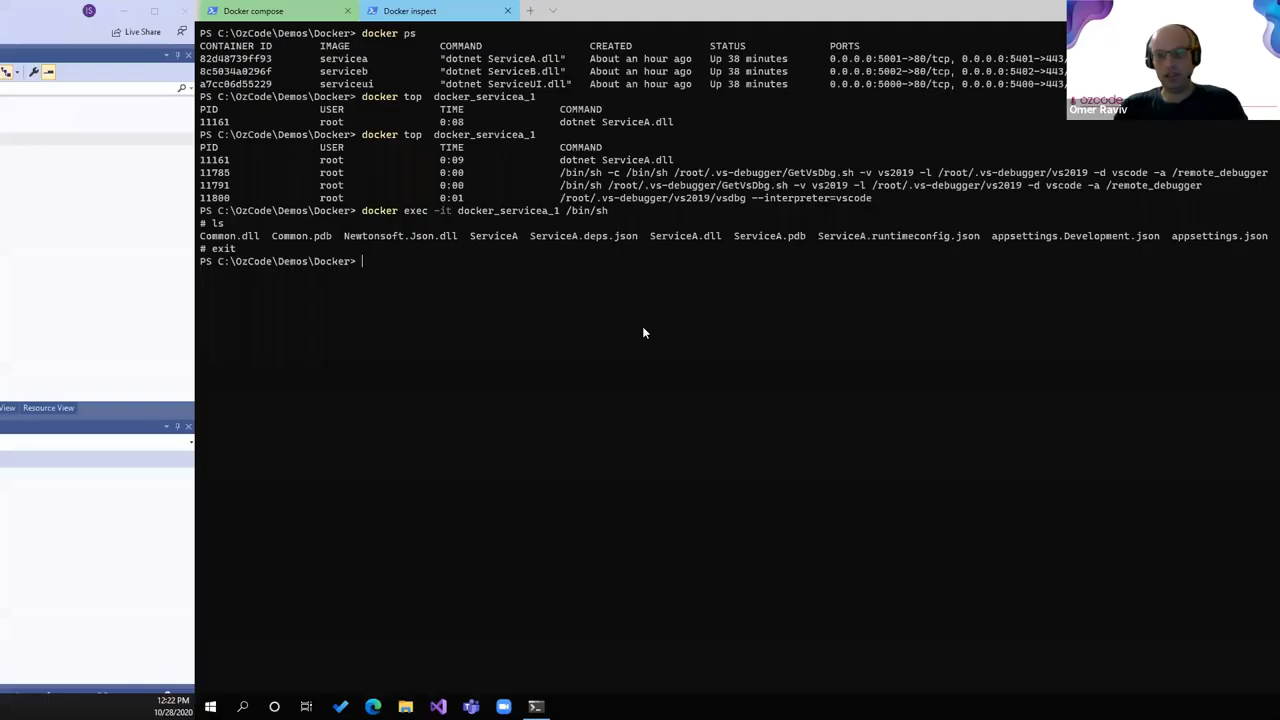 IS
Docker compose
Docker inspect
Live Share
PS C:\OzCode\Demos\Docker> docker ps
CONTAINER ID IMAGE COMMAND CREATED STATUS PORTS
82d48739ff93 servicea "dotnet ServiceA.dll" About an hour ago Up 38 minutes 0.0.0.0:5001->80/tcp, 0.0.0.0:5401->443/
8c5034a0296f serviceb "dotnet ServiceB.dll" About an hour ago Up 38 minutes 0.0.0.0:5002->80/tcp, 0.0.0.0:5402->443/
a7cc06d55229 serviceui "dotnet ServiceUI.dll" About an hour ago Up 38 minutes 0.0.0.0:5000->80/tcp, 0.0.0.0:5400->443/
PS C:\OzCode\Demos\Docker> docker top  docker_servicea_1
PID USER TIME COMMAND
11161 root 0:08 dotnet ServiceA.dll
PS C:\OzCode\Demos\Docker> docker top  docker_servicea_1
PID USER TIME COMMAND
11161 root 0:09 dotnet ServiceA.dll
11785 root 0:00 /bin/sh -c /bin/sh /root/.vs-debugger/GetVsDbg.sh -v vs2019 -l /root/.vs-debugger/vs2019 -d vscode -a /remote_debugger
11791 root 0:00 /bin/sh /root/.vs-debugger/GetVsDbg.sh -v vs2019 -l /root/.vs-debugger/vs2019 -d vscode -a /remote_debugger
11800 root 0:01 /root/.vs-debugger/vs2019/vsdbg --interpreter=vscode
PS C:\OzCode\Demos\Docker> docker exec -it docker_servicea_1 /bin/sh
# ls
Common.dll Common.pdb Newtonsoft.Json.dll ServiceA ServiceA.deps.json ServiceA.dll ServiceA.pdb ServiceA.runtimeconfig.json appsettings.Development.json appsettings.json
# exit
PS C:\OzCode\Demos\Docker>
ozcode
Omer Raviv
View Resource View
12:22 PM
10/28/2020